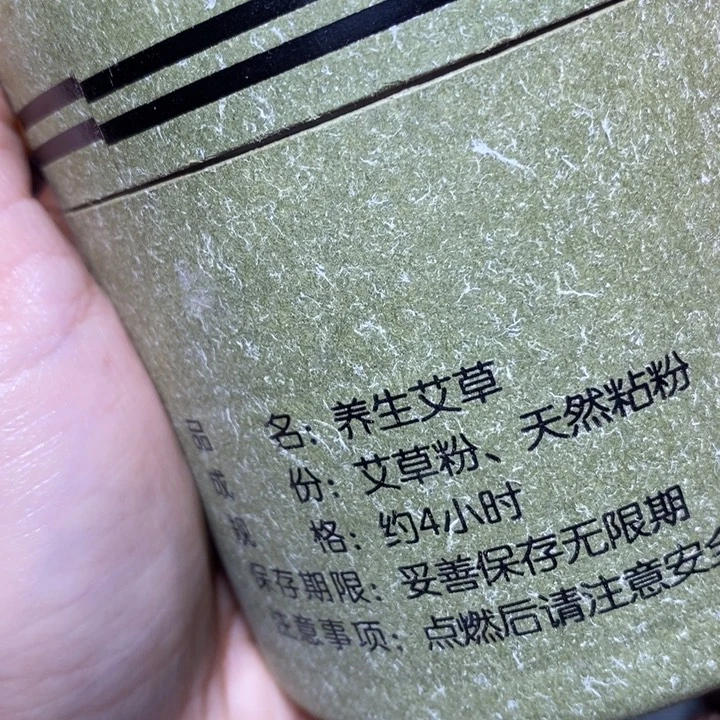 品名：养生艾草
成份：艾草粉、天然粘粉
规格：约4小时
保存期限：妥善保存无限期
注意事项：点燃后请注意安全